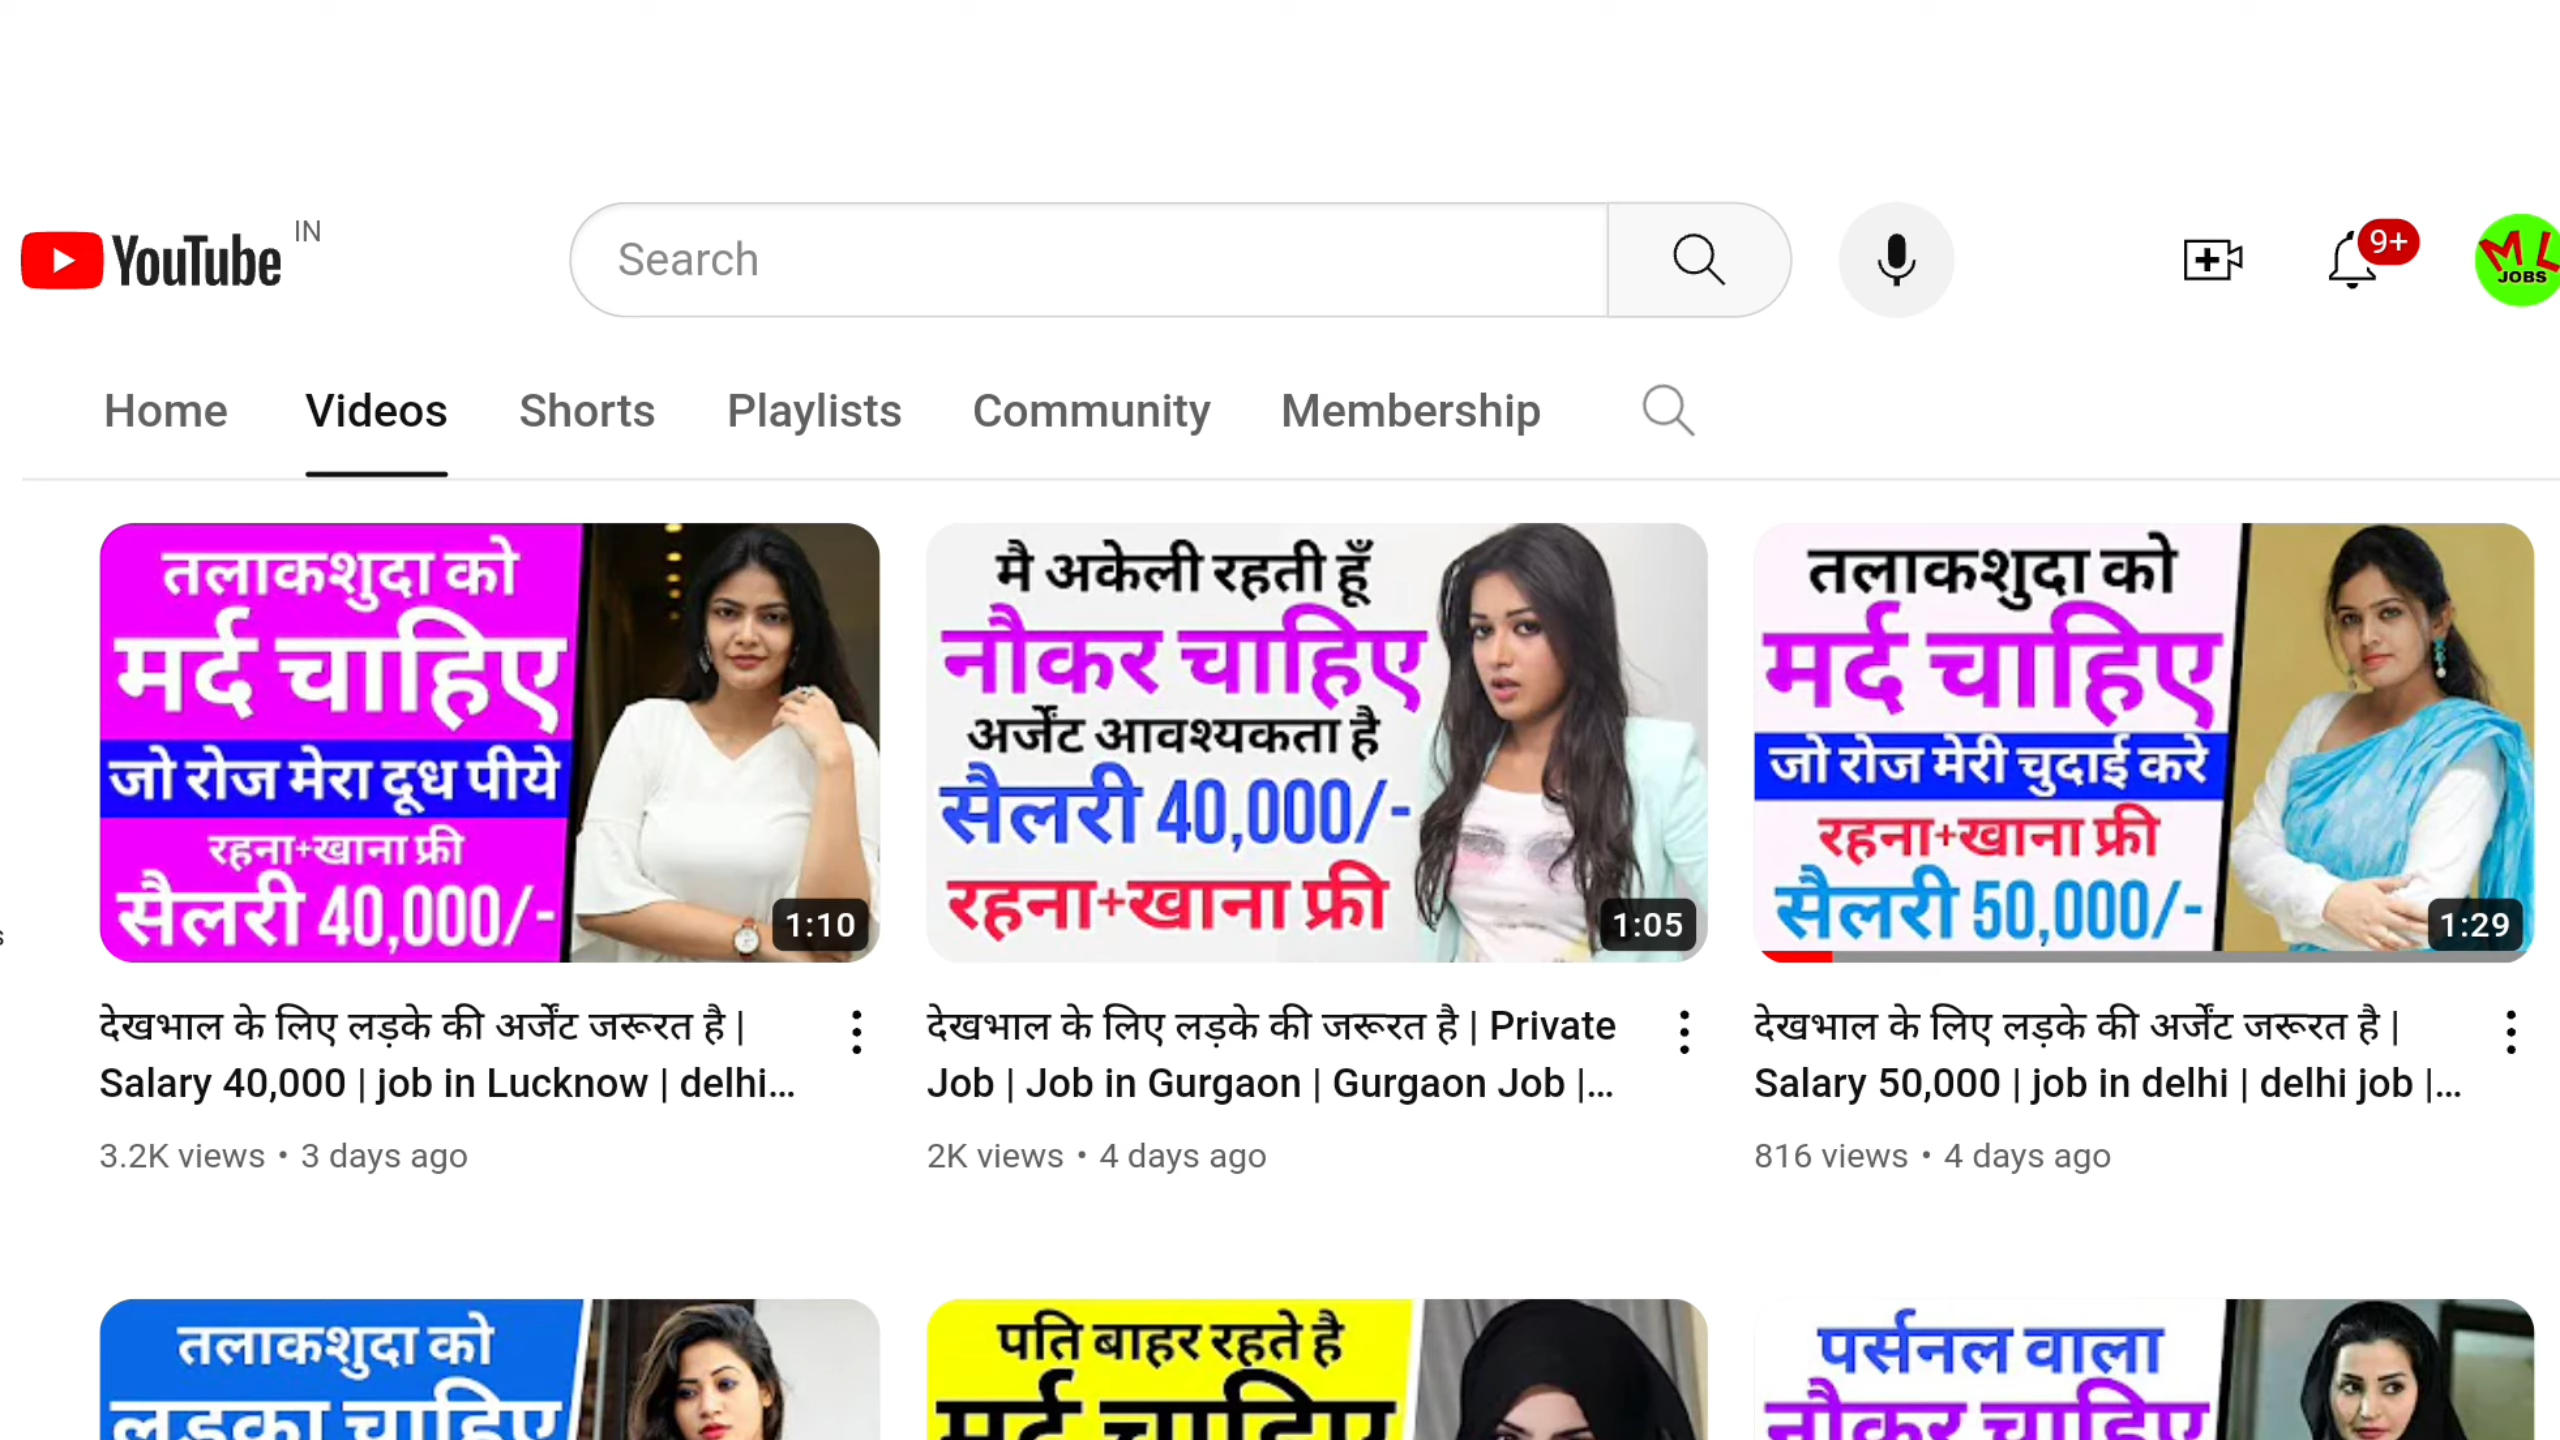 YouTube IN
Search
9+
ML
JOBS
Home Videos Shorts Playlists Community Membership
तलाकशुदा को
मर्द चाहिए
जो रोज मेरा दूध पीये
रहना+खाना फ्री
सैलरी 40,000/-
1:10
मै अकेली रहती हूँ
नौकर चाहिए
अर्जेंट आवश्यकता है
सैलरी 40,000/-
रहना+खाना फ्री
1:05
तलाकशुदा को
मर्द चाहिए
जो रोज मेरी चुदाई करे
रहना+खाना फ्री
सैलरी 50,000/-
1:29
देखभाल के लिए लड़के की अर्जेंट जरूरत है |
Salary 40,000 | job in Lucknow | delhi...
3.2K views • 3 days ago
देखभाल के लिए लड़के की जरूरत है | Private
Job | Job in Gurgaon | Gurgaon Job |...
2K views • 4 days ago
देखभाल के लिए लड़के की अर्जेंट जरूरत है |
Salary 50,000 | job in delhi | delhi job |...
816 views • 4 days ago
तलाकशुदा को
लड़का चाहिए
पति बाहर रहते है
मर्द चाहिए
पर्सनल वाला
नौकर चाहिए